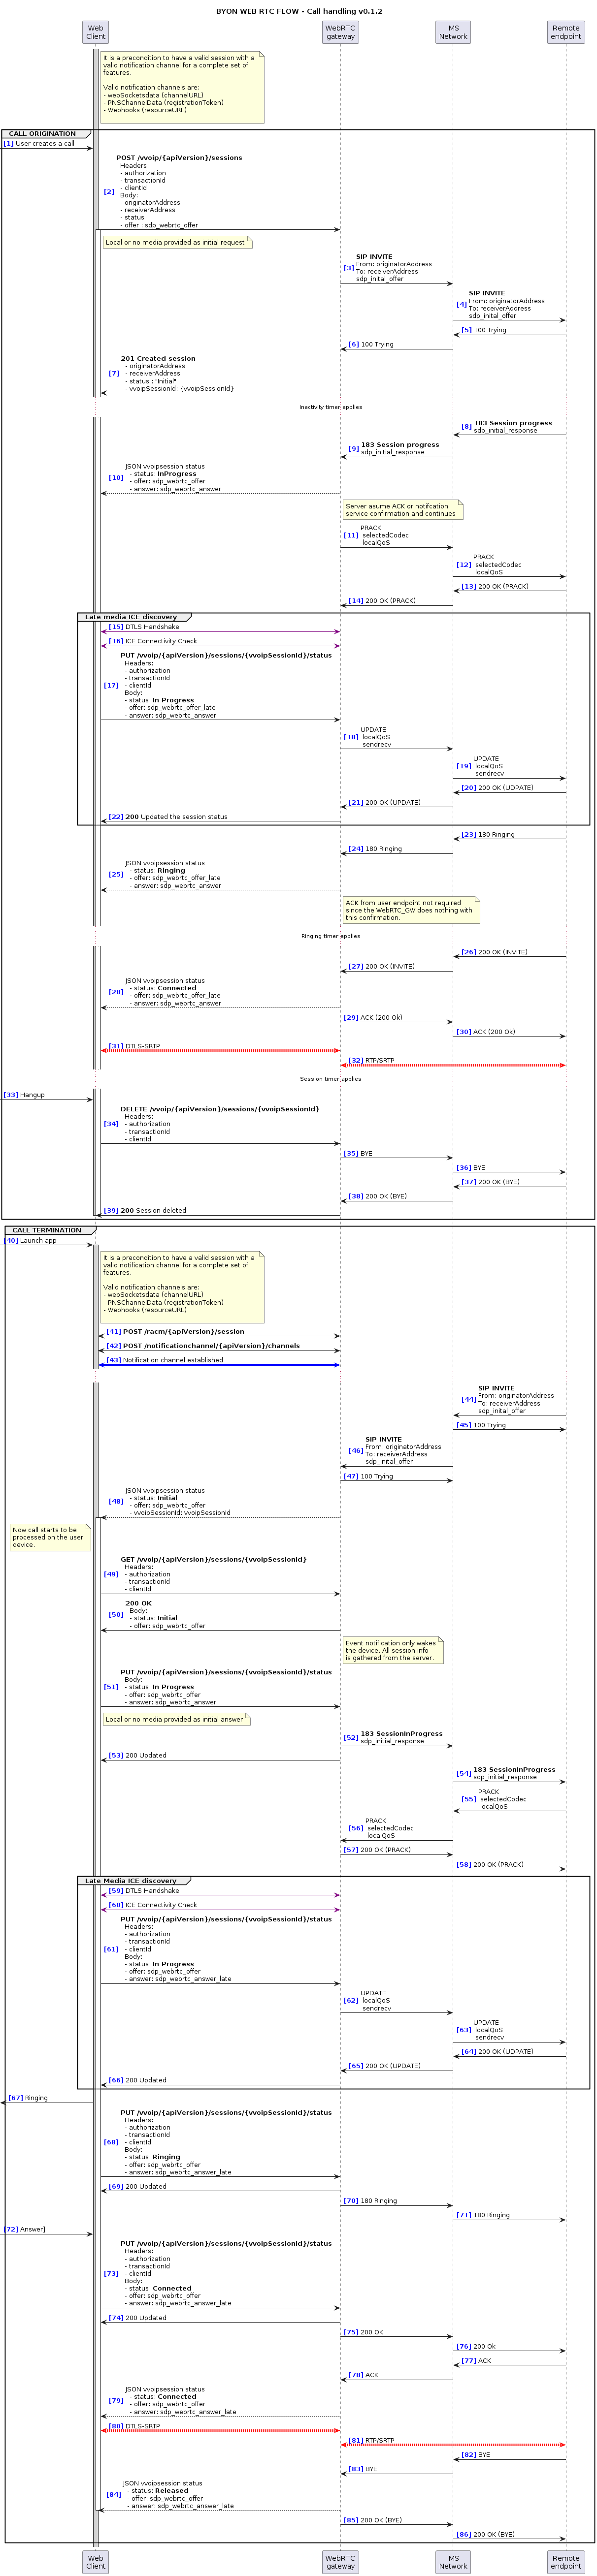 BYON WEB RTC FLOW - Call handling v0.1.2
Web
Client
WebRTC
gateway
IMS
Network
Remote
endpoint
It is a precondition to have a valid session with a
valid notification channel for a complete set of
features.
Valid notification channels are:
- webSocketsdata (channelURL)
- PNSChannelData (registrationToken)
- Webhooks (resourceURL)
CALL ORIGINATION
[1] User creates a call
POST /vvoip/{apiVersion}/sessions
Headers:
- authorization
- transactionId
- clientId
[2]
Body:
- originatorAddress
- receiverAddress
- status
- offer : sdp_webrtc_offer
Local or no media provided as initial request
SIP INVITE
[3] From: originatorAddress
To: receiverAddress
sdp_inital_offer
SIP INVITE
[4] From: originatorAddress
To: receiverAddress
sdp_inital_offer
[5] 100 Trying
[6] 100 Trying
201 Created session
- originatorAddress
[7] - receiverAddress
- status : "Initial"
- vvoipSessionId: {vvoipSessionId}
Inactivity timer applies
[8] 183 Session progress
sdp_initial_response
[9] 183 Session progress
sdp_initial_response
JSON vvoipsession status
[10] - status: InProgress
- offer: sdp_webrtc_offer
- answer: sdp_webrtc_answer
Server asume ACK or notifcation
service confirmation and continues
PRACK
[11] selectedCodec
localQoS
PRACK
[12] selectedCodec
localQoS
[13] 200 OK (PRACK)
[14] 200 OK (PRACK)
Late media ICE discovery
[15] DTLS Handshake
[16] ICE Connectivity Check
PUT /vvoip/{apiVersion}/sessions/{vvoipSessionId}/status
Headers:
- authorization
- transactionId
[17] - clientId
Body:
- status: In Progress
- offer: sdp_webrtc_offer_late
- answer: sdp_webrtc_answer
UPDATE
[18] localQoS
sendrecv
UPDATE
[19] localQoS
sendrecv
[20] 200 OK (UDPATE)
[21] 200 OK (UPDATE)
[22] 200 Updated the session status
[23] 180 Ringing
[24] 180 Ringing
JSON vvoipsession status
[25] - status: Ringing
- offer: sdp_webrtc_offer_late
- answer: sdp_webrtc_answer
ACK from user endpoint not required
since the WebRTC_GW does nothing with
this confirmation.
Ringing timer applies
[26] 200 OK (INVITE)
[27] 200 OK (INVITE)
JSON vvoipsession status
[28] - status: Connected
- offer: sdp_webrtc_offer_late
- answer: sdp_webrtc_answer
[29] ACK (200 Ok)
[30] ACK (200 Ok)
[31] DTLS-SRTP
[32] RTP/SRTP
Session timer applies
[33] Hangup
DELETE /vvoip/{apiVersion}/sessions/{vvoipSessionId}
Headers:
[34] - authorization
- transactionId
- clientId
[35] BYE
[36] BYE
[37] 200 OK (BYE)
[38] 200 OK (BYE)
[39] 200 Session deleted
CALL TERMINATION
[40] Launch app
It is a precondition to have a valid session with a
valid notification channel for a complete set of
features.
Valid notification channels are:
- webSocketsdata (channelURL)
- PNSChannelData (registrationToken)
- Webhooks (resourceURL)
[41] POST /racm/{apiVersion}/session
[42] POST /notificationchannel/{apiVersion}/channels
[43] Notification channel established
SIP INVITE
[44] From: originatorAddress
To: receiverAddress
sdp_inital_offer
[45] 100 Trying
SIP INVITE
[46] From: originatorAddress
To: receiverAddress
sdp_inital_offer
[47] 100 Trying
JSON vvoipsession status
[48] - status: Initial
- offer: sdp_webrtc_offer
- vvoipSessionId: vvoipSessionId
Now call starts to be
processed on the user
device.
GET /vvoip/{apiVersion}/sessions/{vvoipSessionId}
Headers:
[49] - authorization
- transactionId
- clientId
200 OK
[50] Body:
- status: Initial
- offer: sdp_webrtc_offer
Event notification only wakes
the device. All session info
is gathered from the server.
PUT /vvoip/{apiVersion}/sessions/{vvoipSessionId}/status
Body:
[51] - status: In Progress
- offer: sdp_webrtc_offer
- answer: sdp_webrtc_answer
Local or no media provided as initial answer
[52] 183 SessionInProgress
sdp_initial_response
[53] 200 Updated
[54] 183 SessionInProgress
sdp_initial_response
PRACK
[55] selectedCodec
localQoS
PRACK
[56] selectedCodec
localQoS
[57] 200 OK (PRACK)
[58] 200 OK (PRACK)
Late Media ICE discovery
[59] DTLS Handshake
[60] ICE Connectivity Check
PUT /vvoip/{apiVersion}/sessions/{vvoipSessionId}/status
Headers:
- authorization
- transactionId
[61] - clientId
Body:
- status: In Progress
- offer: sdp_webrtc_offer
- answer: sdp_webrtc_answer_late
UPDATE
[62] localQoS
sendrecv
UPDATE
[63] localQoS
sendrecv
[64] 200 OK (UDPATE)
[65] 200 OK (UPDATE)
[66] 200 Updated
[67] Ringing
PUT /vvoip/{apiVersion}/sessions/{vvoipSessionId}/status
Headers:
- authorization
- transactionId
[68] - clientId
Body:
- status: Ringing
- offer: sdp_webrtc_offer
- answer: sdp_webrtc_answer_late
[69] 200 Updated
[70] 180 Ringing
[71] 180 Ringing
[72] Answer]
PUT /vvoip/{apiVersion}/sessions/{vvoipSessionId}/status
Headers:
- authorization
- transactionId
[73] - clientId
Body:
- status: Connected
- offer: sdp_webrtc_offer
- answer: sdp_webrtc_answer_late
[74] 200 Updated
[75] 200 OK
[76] 200 Ok
[77] ACK
[78] ACK
JSON vvoipsession status
[79] - status: Connected
- offer: sdp_webrtc_offer
- answer: sdp_webrtc_answer_late
[80] DTLS-SRTP
[81] RTP/SRTP
[82] BYE
[83] BYE
JSON vvoipsession status
[84] - status: Released
- offer: sdp_webrtc_offer
- answer: sdp_webrtc_answer_late
[85] 200 OK (BYE)
[86] 200 OK (BYE)
Web
Client
WebRTC
gateway
IMS
Network
Remote
endpoint